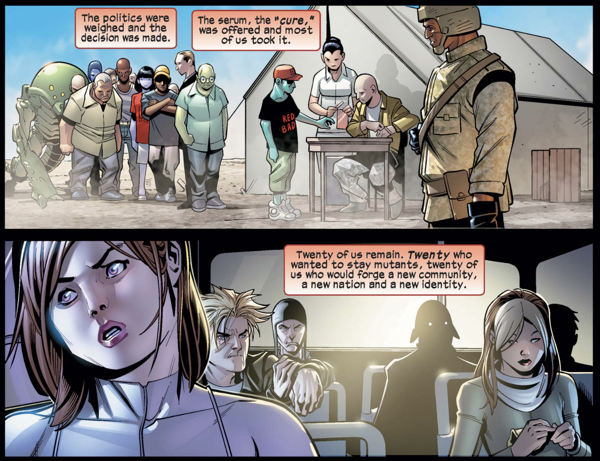 The politics were
weighed and the
decision was made.
The serum, the "cure,"
was offered and most
of us took it.
RED
BAD
Twenty of us remain. Twenty who
wanted to stay mutants, twenty of
us who would forge a new community,
a new nation and a new identity.